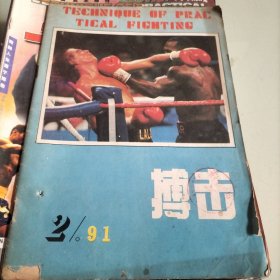 TECHNIQUE OF PRAC
TICAL FIGHTING
搏击
2/。91